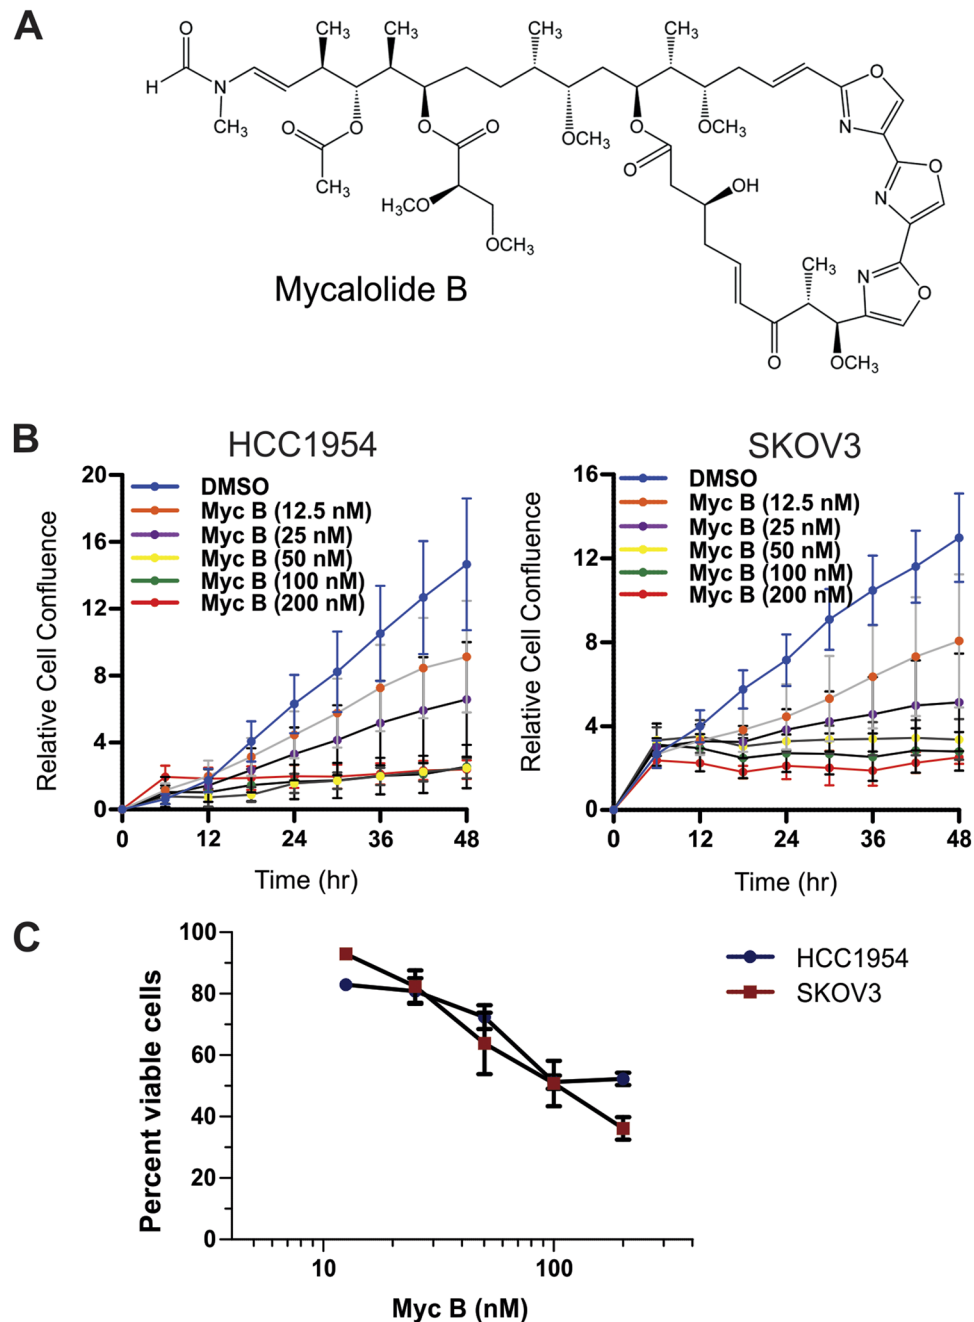 A
O
CH₃
CH₃
CH₃
CH₃
H
N
CH₃
O
O
CH₃
O
O
H₃CO
OCH₃
OCH₃
O
O
OCH₃
OH
O
N
O
N
N
O
CH₃
O
OCH₃
Mycalolide B
B
HCC1954
20
16
12
8
4
0
Relative Cell Confluence
DMSO
Myc B (12.5 nM)
Myc B (25 nM)
Myc B (50 nM)
Myc B (100 nM)
Myc B (200 nM)
0 12 24 36 48
Time (hr)
SKOV3
16
12
8
4
0
Relative Cell Confluence
DMSO
Myc B (12.5 nM)
Myc B (25 nM)
Myc B (50 nM)
Myc B (100 nM)
Myc B (200 nM)
0 12 24 36 48
Time (hr)
C
100
80
60
40
20
0
Percent viable cells
HCC1954
SKOV3
10 100
Myc B (nM)